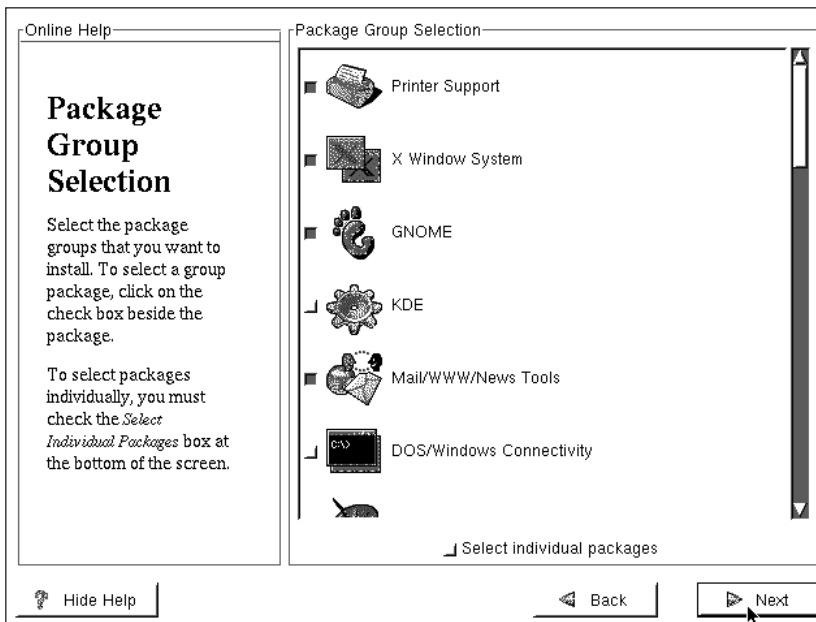 Online Help
Package
Group
Selection
Select the package
groups that you want to
install. To select a group
package, click on the
check box beside the
package.
To select packages
individually, you must
check the Select
Individual Packages box at
the bottom of the screen.
Package Group Selection
Printer Support
X Window System
GNOME
KDE
Mail/WWW/News Tools
C:\>
DOS/Windows Connectivity
Select individual packages
Hide Help
Back
Next